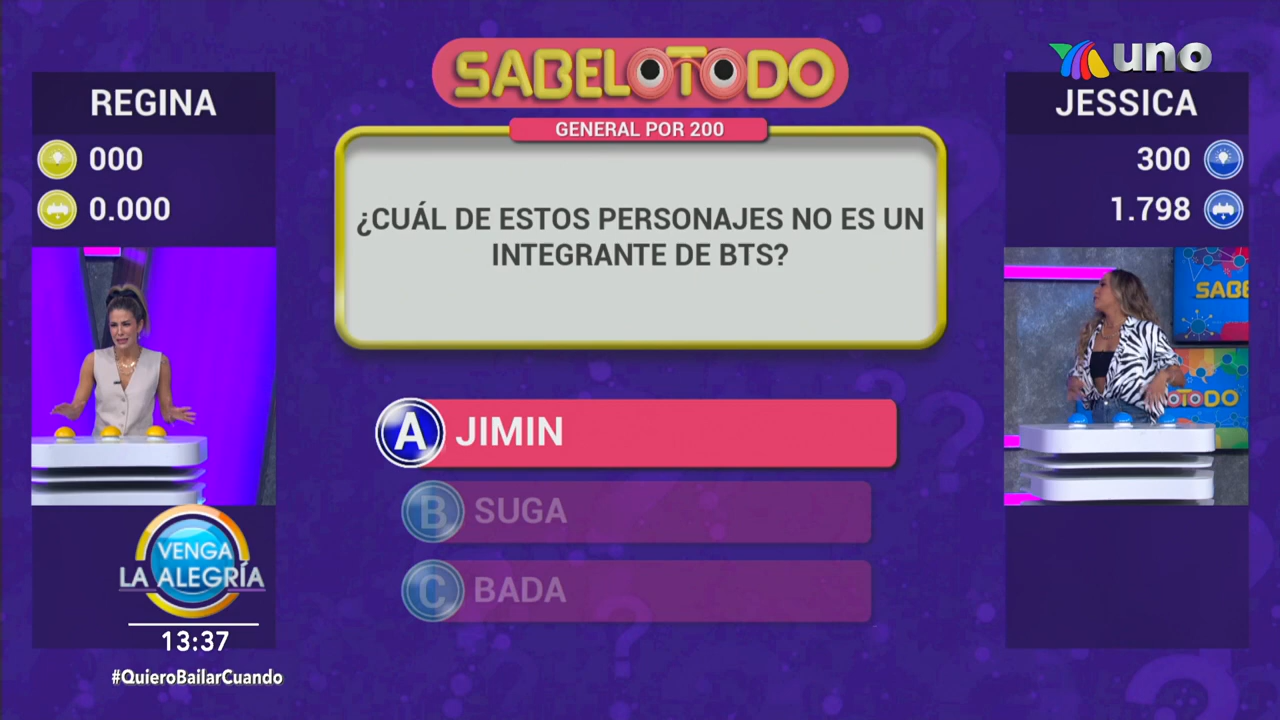 SABELOTODO
uno
REGINA
000
0.000
GENERAL POR 200
JESSICA
300
1.798
¿CUÁL DE ESTOS PERSONAJES NO ES UN
INTEGRANTE DE BTS?
A JIMIN
B SUGA
C BADA
SABE
OTODO
VENGA
LA ALEGRÍA
13:37
#QuieroBailarCuando